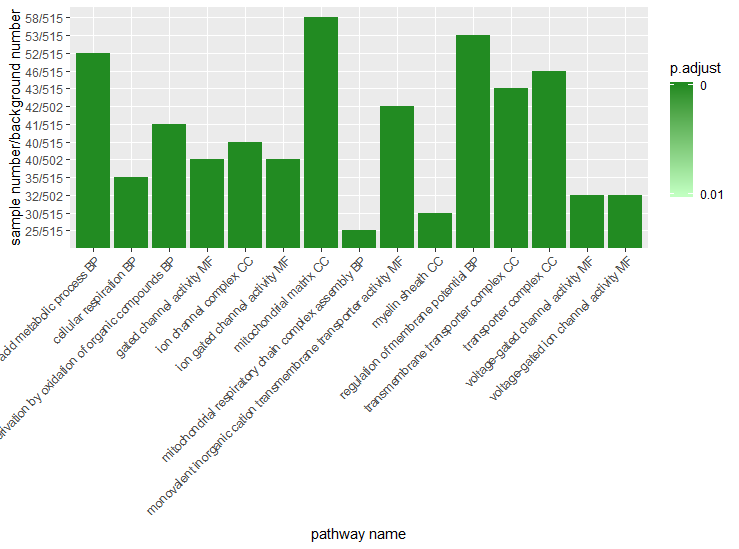 sample number/background number
58/515
53/515
52/515
46/515
43/515
42/502
41/515
40/515
40/502
35/515
32/502
30/515
25/515
acid metabolic process BP
cellular respiration BP
by oxidation of organic compounds BP
gated channel activity MF
ion channel complex CC
ion gated channel activity MF
mitochondrial matrix CC
mitochondrial respiratory chain complex assembly BP
monovalent inorganic cation transmembrane transporter activity MF
myelin sheath CC
regulation of membrane potential BP
transmembrane transporter complex CC
transporter complex CC
voltage-gated channel activity MF
voltage-gated ion channel activity MF
pathway name
p.adjust
0
0.01